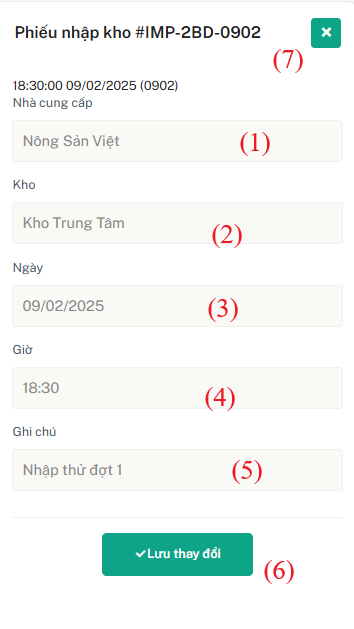 Phiếu nhập kho #IMP-2BD-0902
(7)
18:30:00 09/02/2025 (0902)
Nhà cung cấp
Nông Sản Việt (1)
Kho
Kho Trung Tâm (2)
Ngày
09/02/2025 (3)
Giờ
18:30 (4)
Ghi chú
Nhập thử đợt 1 (5)
Lưu thay đổi
(6)